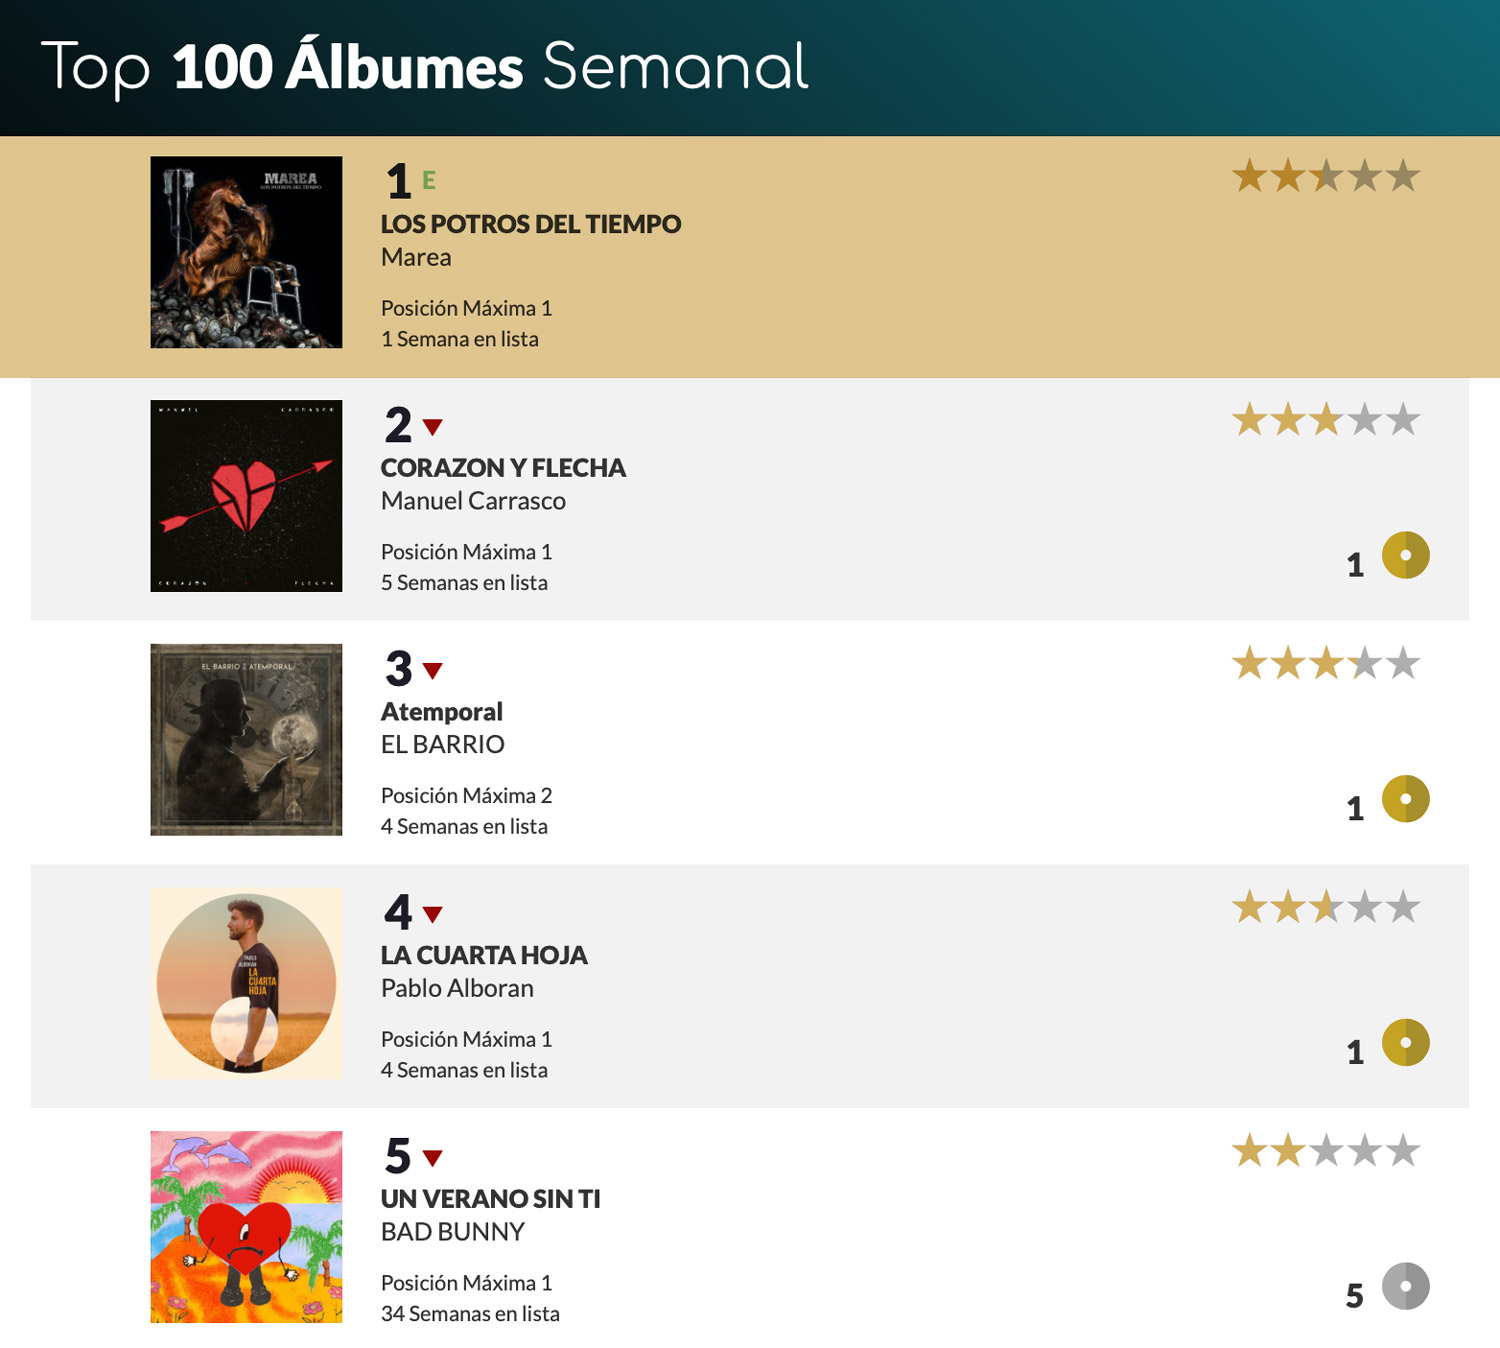 Top 100 Álbumes Semanal
MAREA
LOS POTROS DEL TIEMPO
1 E
LOS POTROS DEL TIEMPO
Marea
Posición Máxima 1
1 Semana en lista
MANUEL CARRASCO
CORAZÓN FLECHA
2
CORAZON Y FLECHA
Manuel Carrasco
Posición Máxima 1
5 Semanas en lista
1
EL BARRIO ATEMPORAL
3
Atemporal
EL BARRIO
Posición Máxima 2
4 Semanas en lista
1
PABLO
ALBORÁN
LA
CU4RTA
HOJA
4
LA CUARTA HOJA
Pablo Alboran
Posición Máxima 1
4 Semanas en lista
1
5
UN VERANO SIN TI
BAD BUNNY
Posición Máxima 1
34 Semanas en lista
5